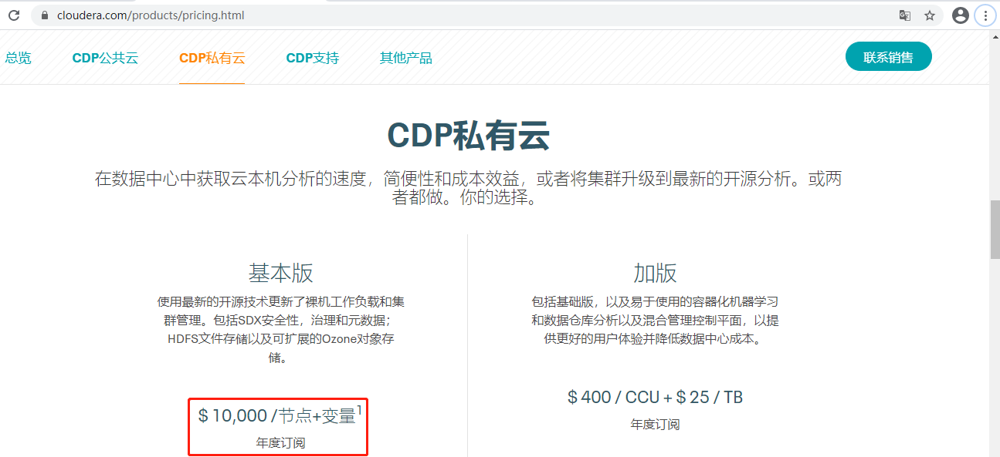 cloudera.com/products/pricing.html
总览 CDP公共云 CDP私有云 CDP支持 其他产品 联系销售
CDP私有云
在数据中心中获取云本机分析的速度，简便性和成本效益，或者将集群升级到最新的开源分析。或两
者都做。你的选择。
基本版
使用最新的开源技术更新了裸机工作负载和集
群管理。包括SDX安全性，治理和元数据；
HDFS文件存储以及可扩展的Ozone对象存
储。
$ 10,000 /节点+变量1
年度订阅
加版
包括基础版，以及易于使用的容器化机器学习
和数据仓库分析以及混合管理控制平面，以提
供更好的用户体验并降低数据中心成本。
$ 400 / CCU + $ 25 / TB
年度订阅